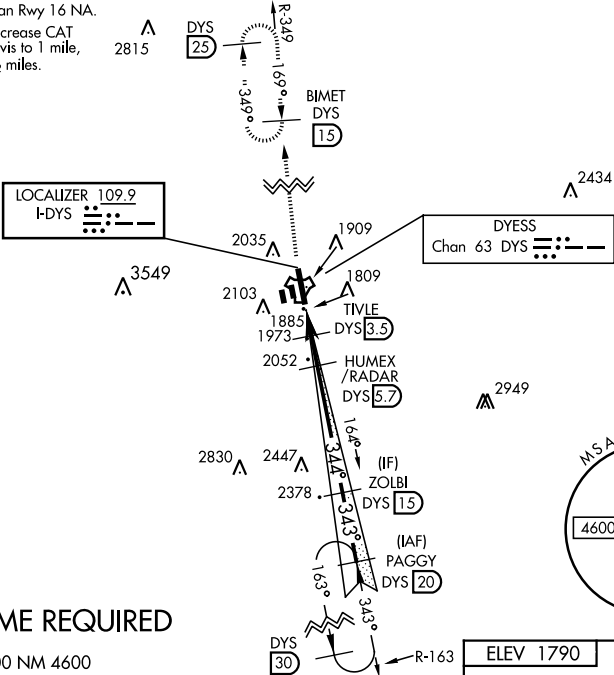 an Rwy 16 NA.
crease CAT
vis to 1 mile,
miles.
2815
DYS
25
R-349
349°
169°
BIMET
DYS
15
LOCALIZER 109.9
I-DYS
2434
DYESS
Chan 63 DYS
2035
1909
3549
2103
1809
1885
TIVLE
DYS 3.5
1973
2052
HUMEX
/RADAR
DYS 5.7
2949
164°
344°
2830
2447
(IF)
ZOLBI
DYS 15
2378
343°
MSA
4600
(IAF)
PAGGY
DYS 20
163°
343°
ME REQUIRED
00 NM 4600
DYS
30
R-163
ELEV 1790